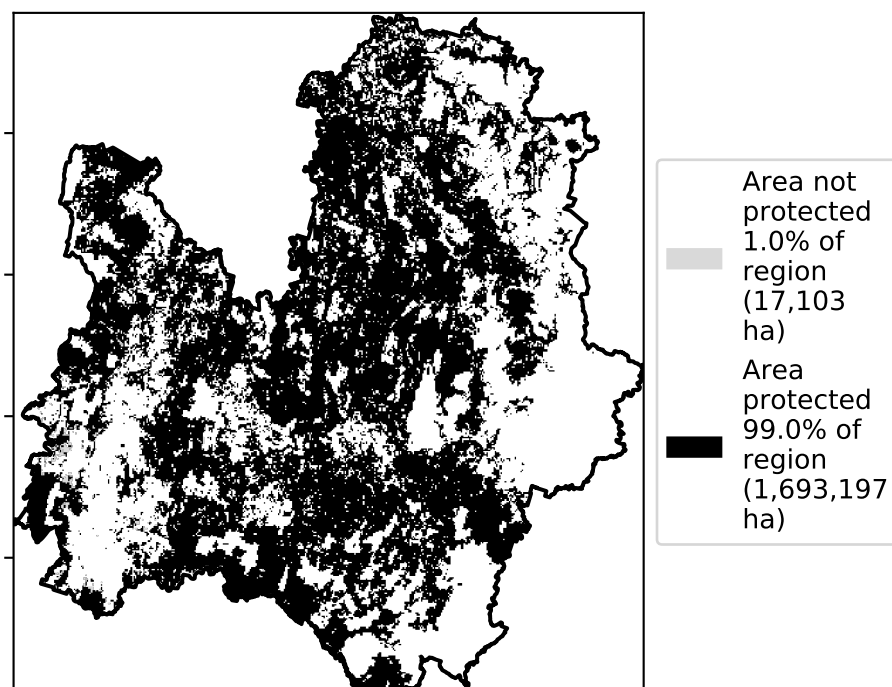 Area not
protected
1.0% of
region
(17,103
ha)
Area
protected
99.0% of
region
(1,693,197
ha)